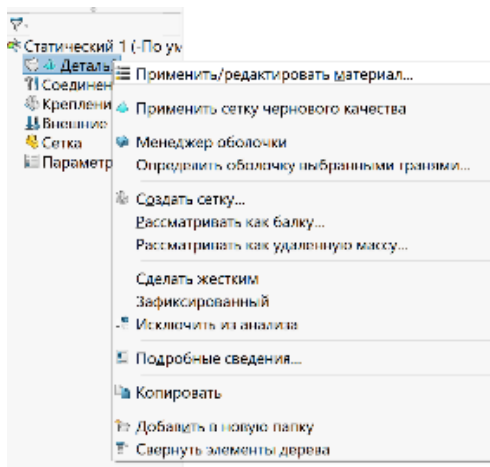 Статический 1 (-По ум
Деталь
Соединен
Креплени
Внешние
Сетка
Параметр
Применить/редактировать материал...
Применить сетку чернового качества
Менеджер оболочки
Определить оболочку выбранными гранями...
Создать сетку...
Рассматривать как балку...
Рассматривать как удаленную массу...
Сделать жестким
Зафиксированный
Исключить из анализа
Подробные сведения...
Копировать
Добавить в новую папку
Свернуть элементы дерева